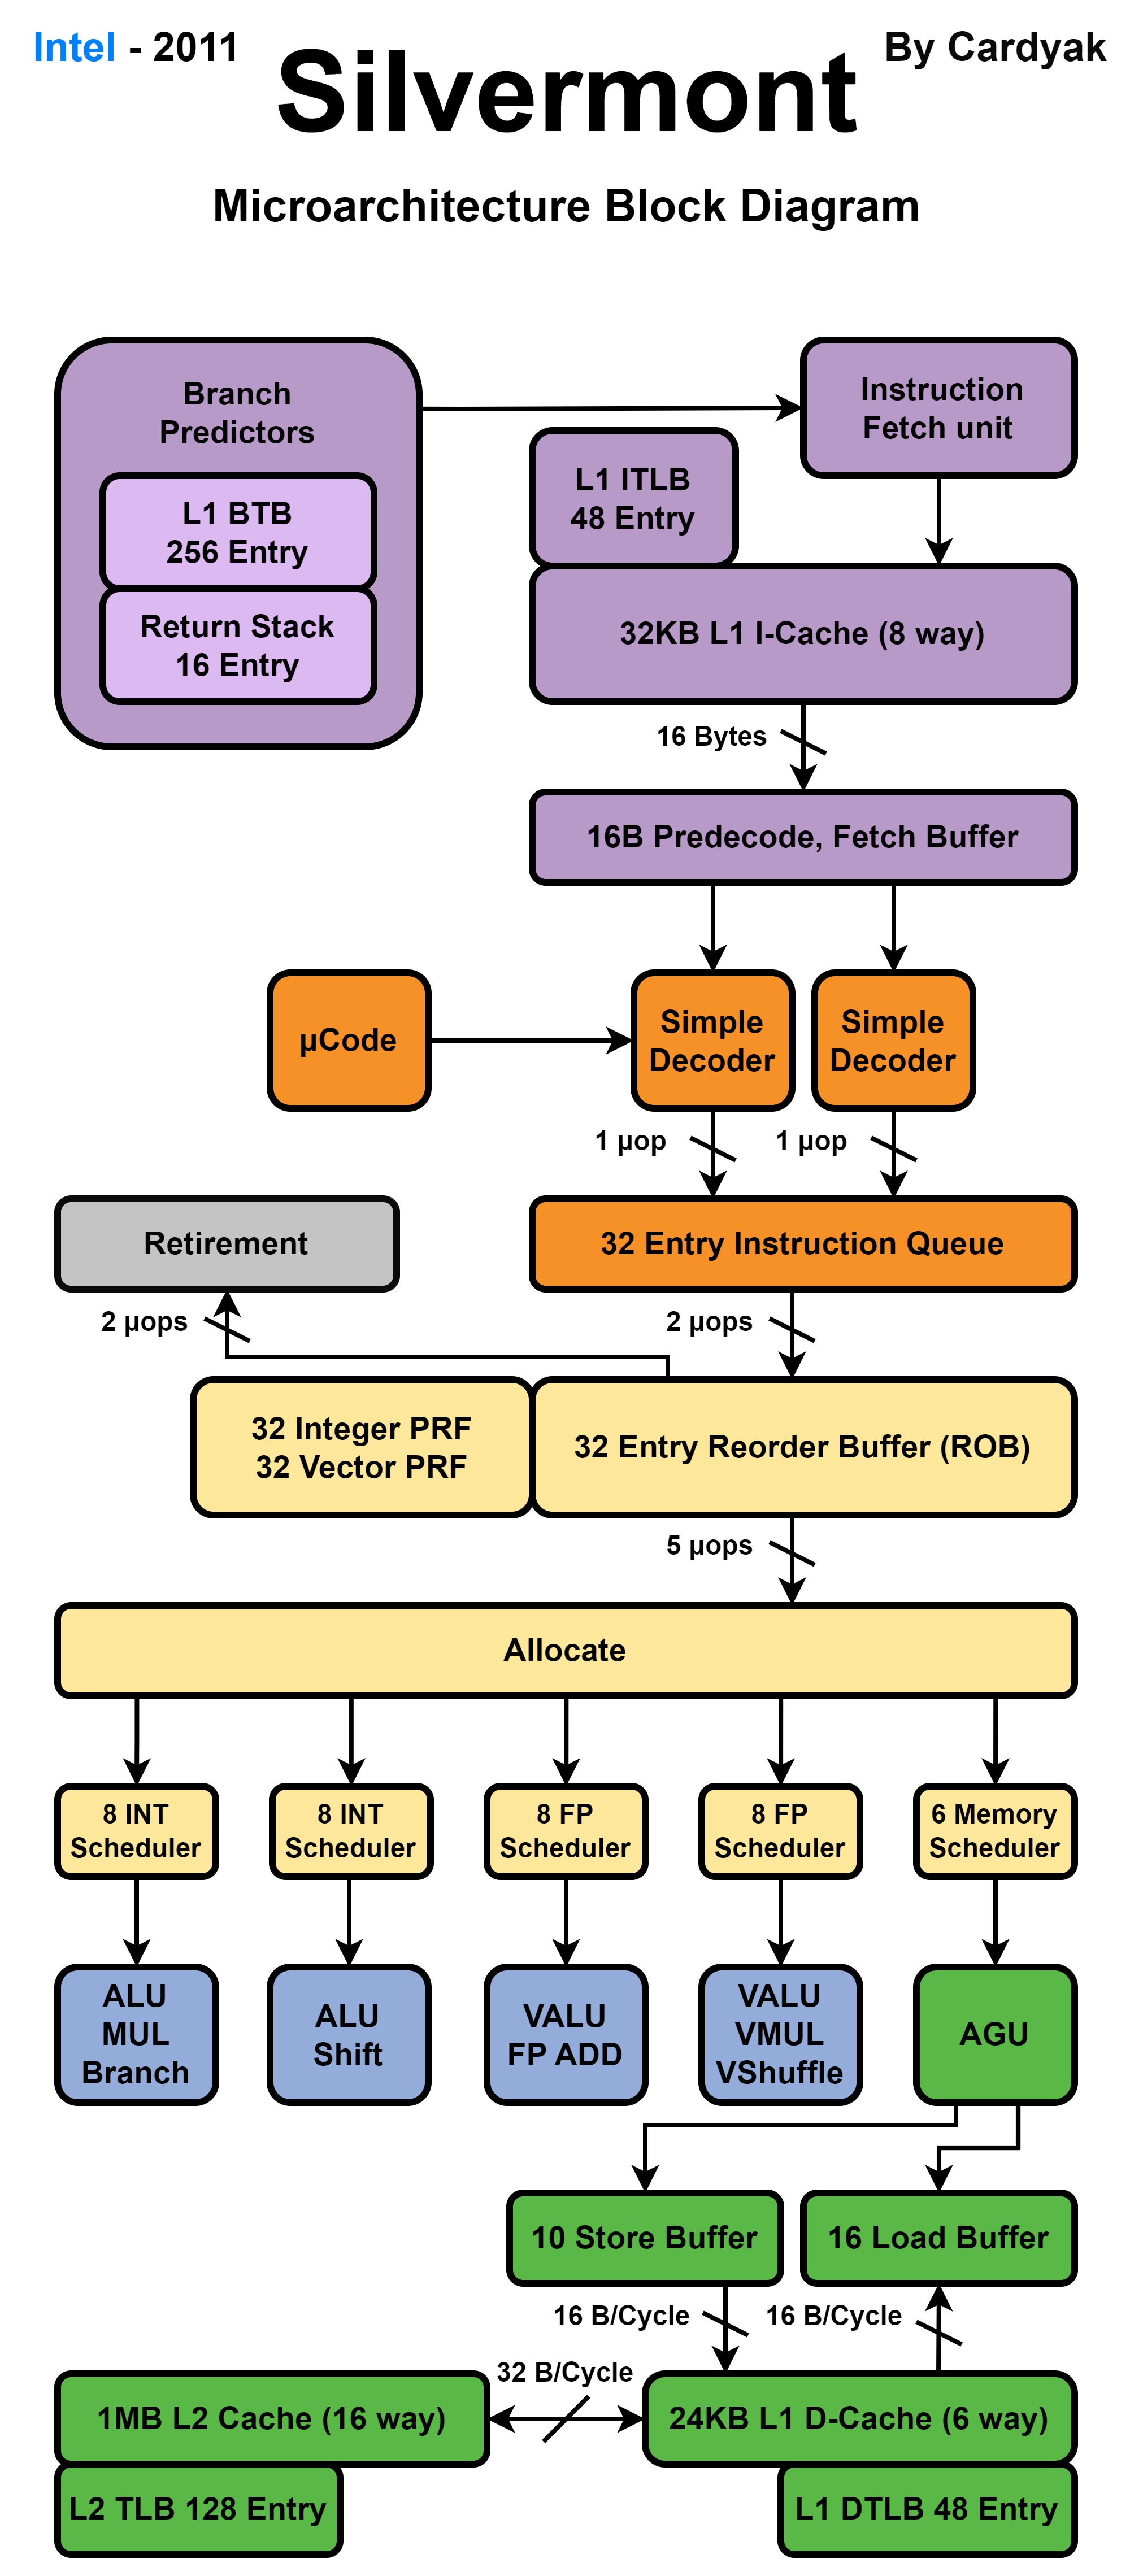 Intel - 2011
Silvermont
By Cardyak
Microarchitecture Block Diagram
Branch
Predictors
L1 BTB
256 Entry
Return Stack
16 Entry
Instruction
Fetch unit
L1 ITLB
48 Entry
32KB L1 I-Cache (8 way)
16 Bytes
16B Predecode, Fetch Buffer
µCode
Simple
Decoder
Simple
Decoder
1 µop
1 µop
Retirement
32 Entry Instruction Queue
2 µops
2 µops
32 Integer PRF
32 Vector PRF
32 Entry Reorder Buffer (ROB)
5 µops
Allocate
8 INT
Scheduler
8 INT
Scheduler
8 FP
Scheduler
8 FP
Scheduler
6 Memory
Scheduler
ALU
MUL
Branch
ALU
Shift
VALU
FP ADD
VALU
VMUL
VShuffle
AGU
10 Store Buffer
16 Load Buffer
16 B/Cycle
16 B/Cycle
32 B/Cycle
1MB L2 Cache (16 way)
24KB L1 D-Cache (6 way)
L2 TLB 128 Entry
L1 DTLB 48 Entry